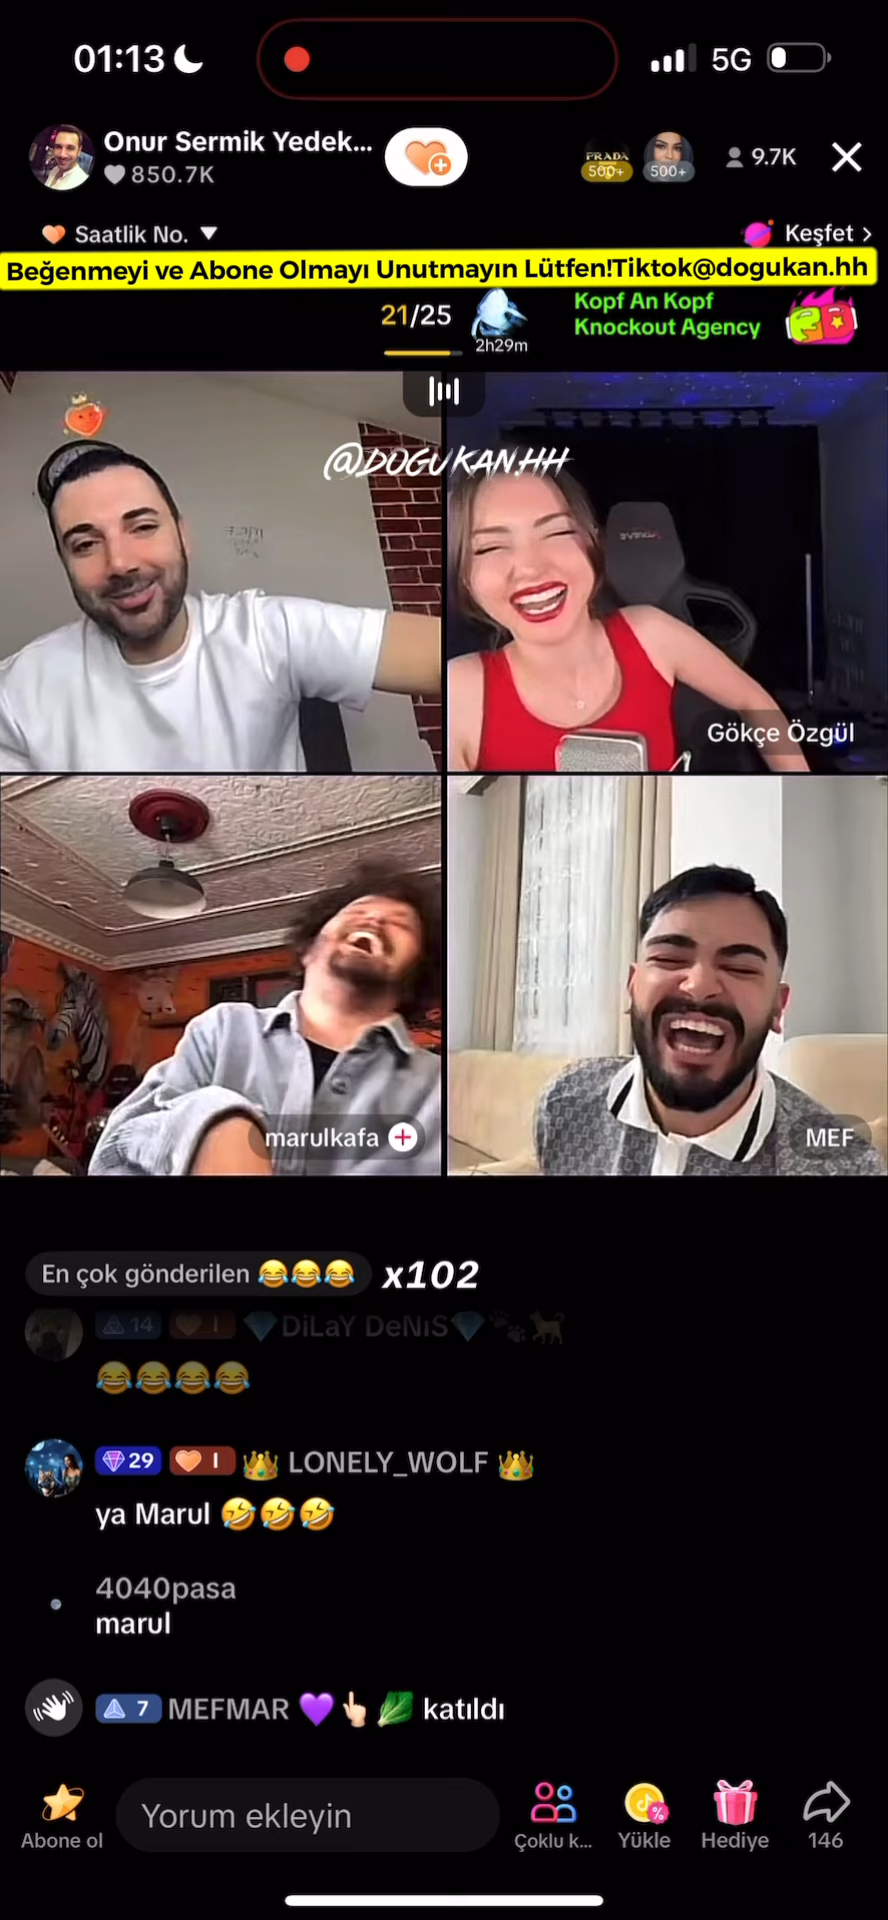 01:13
5G
Onur Sermik Yedek...
850.7K
PRADA
500+
500+
9.7K
Saatlik No.
Keşfet >
Beğenmeyi ve Abone Olmayı Unutmayın Lütfen!Tiktok@dogukan.hh
21/25
2h29m
Kopf An Kopf
Knockout Agency
@DOGUKAN.HH
Gökçe Özgül
marulkafa
MEF
En çok gönderilen 😂😂😂 x102
14 I 💎DiLaY DeNıS💎🐾🐈
😂😂😂😂
29 I 👑 LONELY_WOLF 👑
ya Marul 🤣🤣🤣
4040pasa
marul
7 MEFMAR 💜👆🏻🥬 katıldı
Yorum ekleyin
Abone ol
Çoklu k...
Yükle
Hediye
146